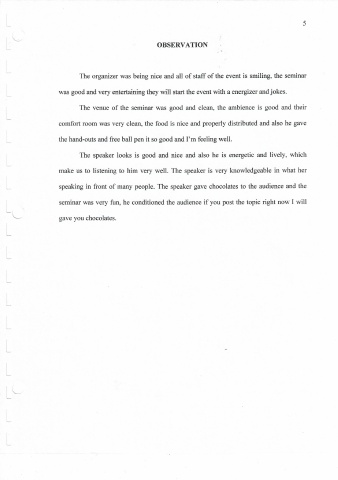 5
OBSERVATION
The organizer was being nice and all of staff of the event is smiling, the seminar
was good and very entertaining they will start the event with a energizer and jokes.
The venue of the seminar was good and clean, the ambience is good and their
comfort room was very clean, the food is nice and properly distributed and also he gave
the hand-outs and free ball pen it so good and I'm feeling well.
The speaker looks is good and nice and also he is energetic and lively, which
make us to listening to him very well. The speaker is very knowledgeable in what her
speaking in front of many people. The speaker gave chocolates to the audience and the
seminar was very fun, he conditioned the audience if you post the topic right now I will
gave you chocolates.